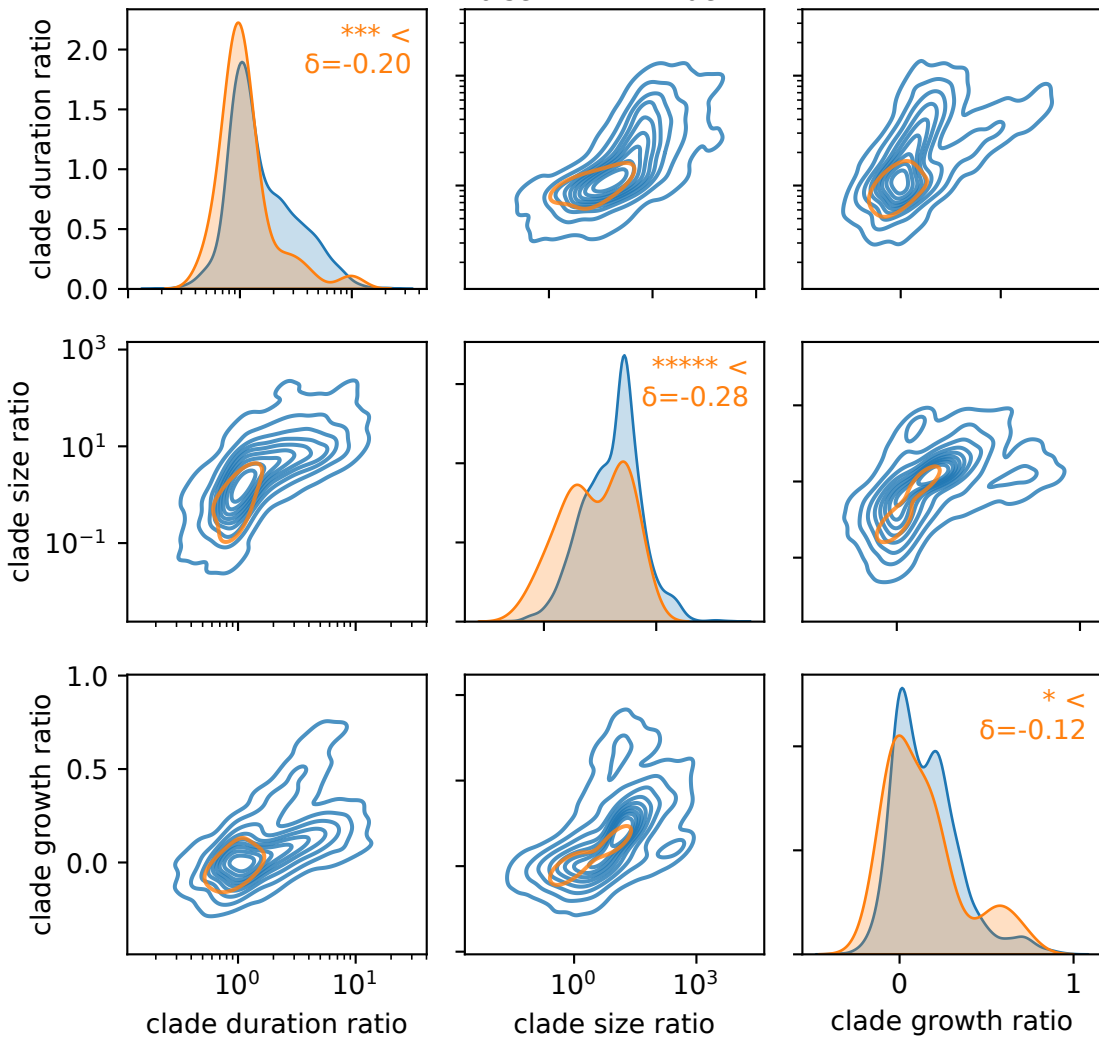 clade duration ratio
2.0
1.5
1.0
0.5
0.0
*** <
δ=-0.20
clade size ratio
10³
10¹
10⁻¹
***** <
δ=-0.28
clade growth ratio
1.0
0.5
0.0
* <
δ=-0.12
10⁰ 10¹
10⁰ 10³
0 1
clade duration ratio
clade size ratio
clade growth ratio